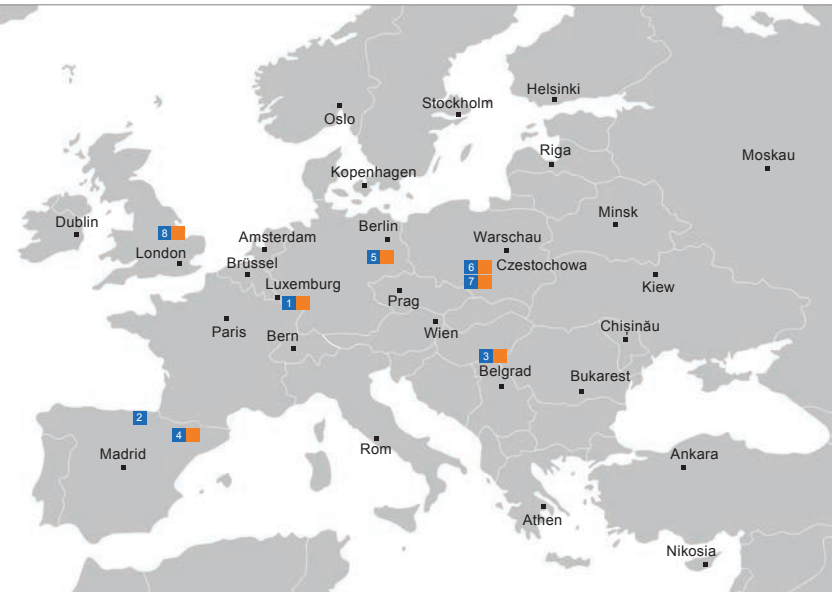 Helsinki
Stockholm
Oslo
Riga
Moskau
Kopenhagen
Minsk
Dublin
Berlin
8
Amsterdam
Warschau
London
5
Brüssel
6
Czestochowa
7
Luxemburg
Kiew
1
Prag
Chișinău
Paris
Wien
Bern
3
Belgrad
Bukarest
2
4
Rom
Madrid
Ankara
Athen
Nikosia